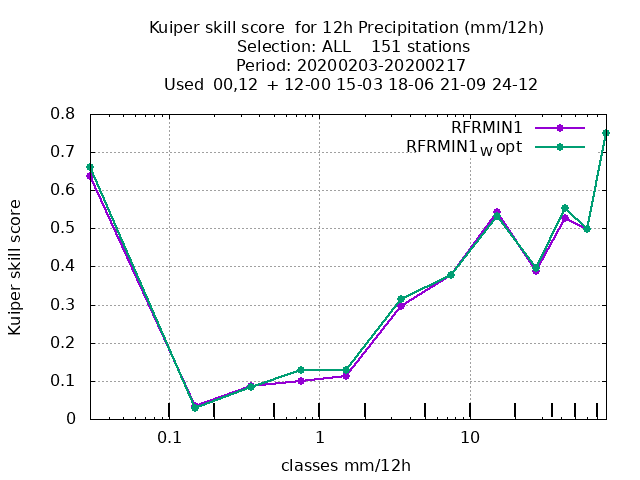 Kuiper skill score  for 12h Precipitation (mm/12h)
Selection: ALL    151 stations
Period: 20200203-20200217
Used  00,12  + 12-00 15-03 18-06 21-09 24-12
RFRMIN1
RFRMIN1W opt
0.8
0.7
0.6
0.5
0.4
0.3
0.2
0.1
0
Kuiper skill score
0.1 1 10
classes mm/12h